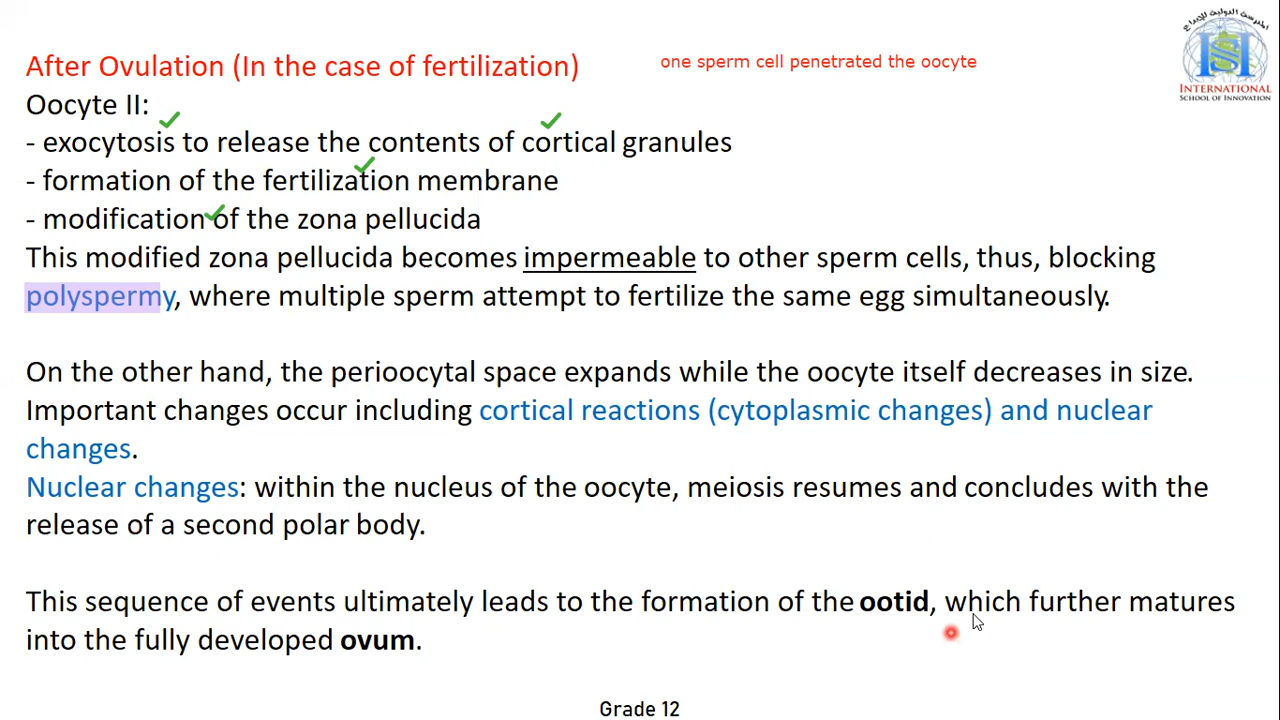 المدرسة الدولية للإبداع
After Ovulation (In the case of fertilization)
one sperm cell penetrated the oocyte
INTERNATIONAL
SCHOOL OF INNOVATION
Oocyte II:
- exocytosis to release the contents of cortical granules
- formation of the fertilization membrane
- modification of the zona pellucida
This modified zona pellucida becomes impermeable to other sperm cells, thus, blocking
polyspermy, where multiple sperm attempt to fertilize the same egg simultaneously.
On the other hand, the perioocytal space expands while the oocyte itself decreases in size.
Important changes occur including cortical reactions (cytoplasmic changes) and nuclear
changes.
Nuclear changes: within the nucleus of the oocyte, meiosis resumes and concludes with the
release of a second polar body.
This sequence of events ultimately leads to the formation of the ootid, which further matures
into the fully developed ovum.
Grade 12